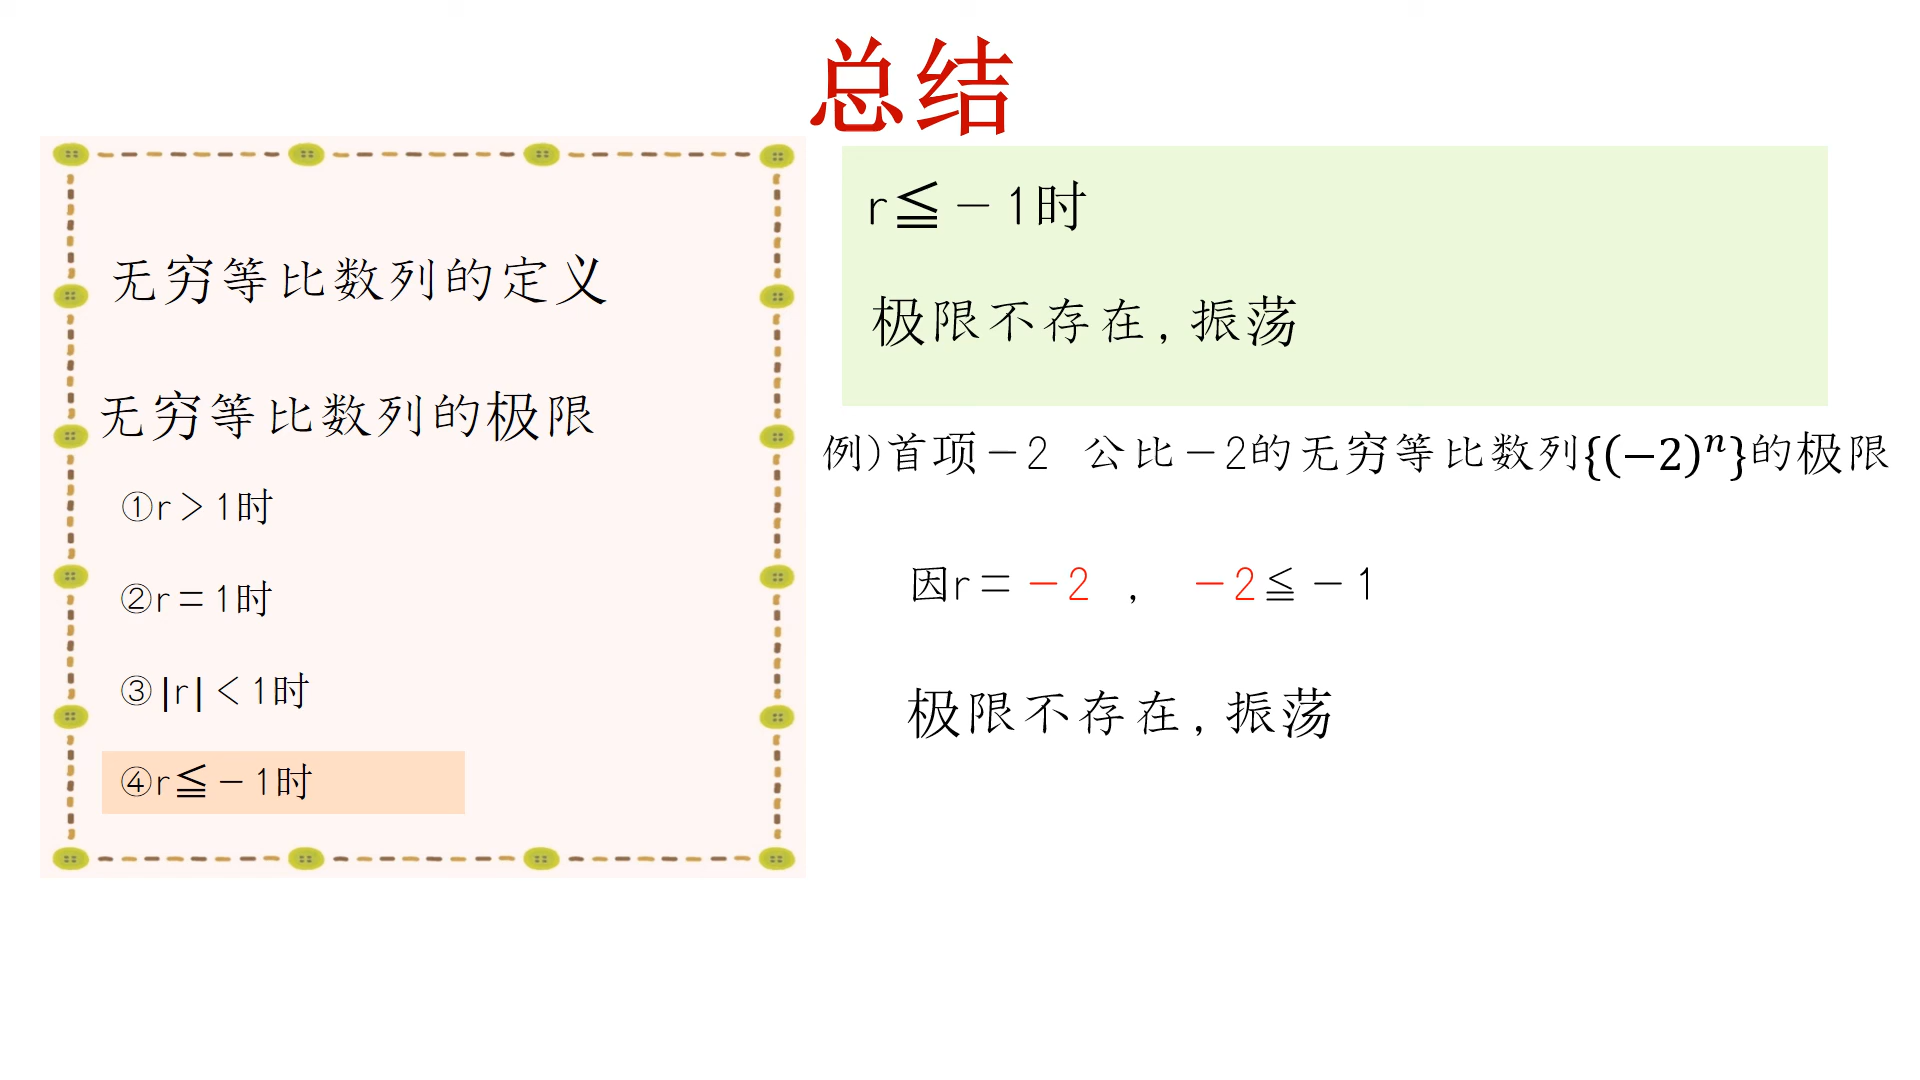 总结
无穷等比数列的定义
无穷等比数列的极限
①r＞1时
②r＝1时
③|r|＜1时
④r≦－1时
r≦－1时
极限不存在,振荡
例)首项－2 公比－2的无穷等比数列{(−2)ⁿ}的极限
因r＝－2 ， －2≦－1
极限不存在,振荡